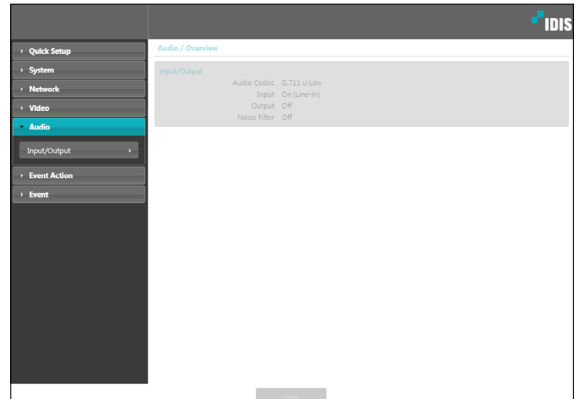 IDIS
Quick Setup
System
Network
Video
Audio
Input/Output
Event Action
Event
Audio / Overview
Input/Output
Audio Codec G.711 u-Law
Input On (Line-in)
Output Off
Noise Filter Off